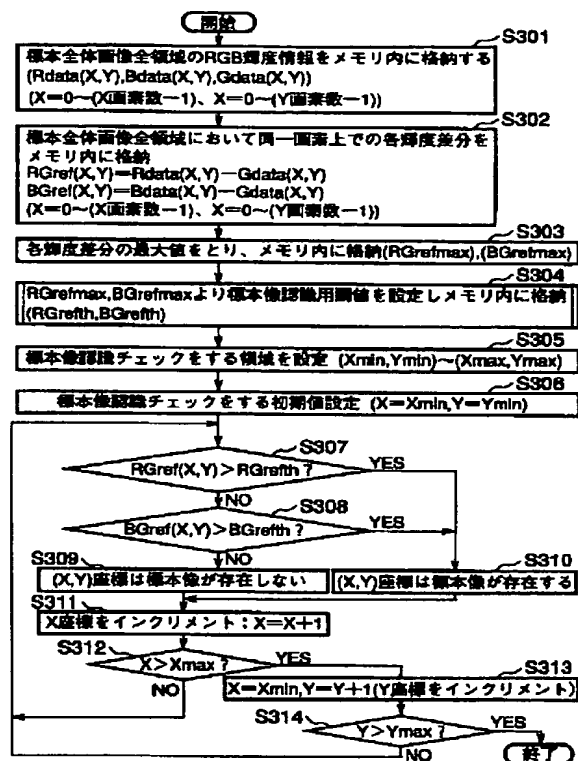 開始
S301
標本全体画像全領域のRGB輝度情報をメモリ内に格納する
(Rdata(X,Y),Bdata(X,Y),Gdata(X,Y))
(X=0~(X画素数-1)、X=0~(Y画素数-1))
S302
標本全体画像全領域において同一画素上での各輝度差分を
メモリ内に格納
RGref(X,Y)=Rdata(X,Y)-Gdata(X,Y)
BGref(X,Y)=Bdata(X,Y)-Gdata(X,Y)
(X=0~(X画素数-1)、X=0~(Y画素数-1))
S303
各輝度差分の最大値をとり、メモリ内に格納(RGrefmax),(BGrefmax)
S304
RGrefmax,BGrefmaxより標本像認識用閾値を設定しメモリ内に格納
(RGrefth,BGrefth)
S305
標本像認識チェックをする領域を設定 (Xmin,Ymin)~(Xmax,Ymax)
S306
標本像認識チェックをする初期値設定 (X=Xmin,Y=Ymin)
S307
RGref(X,Y)>RGrefth?
YES
NO
S308
BGref(X,Y)>BGrefth?
YES
NO
S309
(X,Y)座標は標本像が存在しない
S310
(X,Y)座標は標本像が存在する
S311
X座標をインクリメント:X=X+1
S312
X>Xmax?
YES
NO
S313
X=Xmin,Y=Y+1(Y座標をインクリメント)
S314
Y>Ymax?
YES
NO
終了